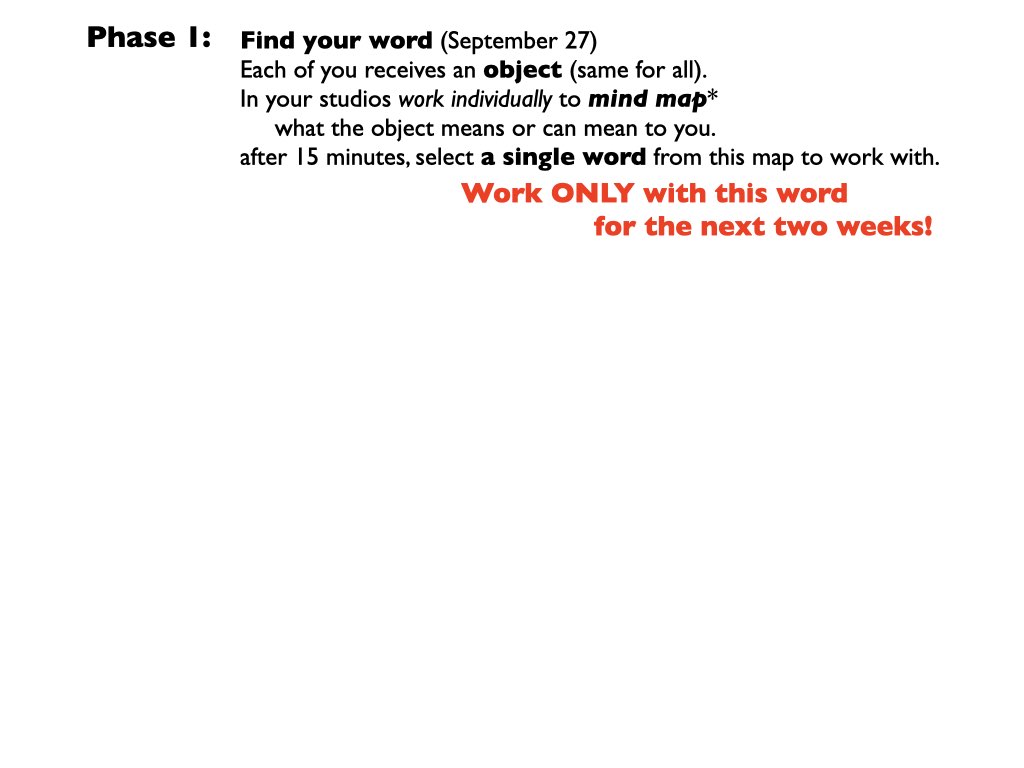 Phase 1: Find your word (September 27)
Each of you receives an object (same for all).
In your studios work individually to mind map*
what the object means or can mean to you.
after 15 minutes, select a single word from this map to work with.
Work ONLY with this word
for the next two weeks!